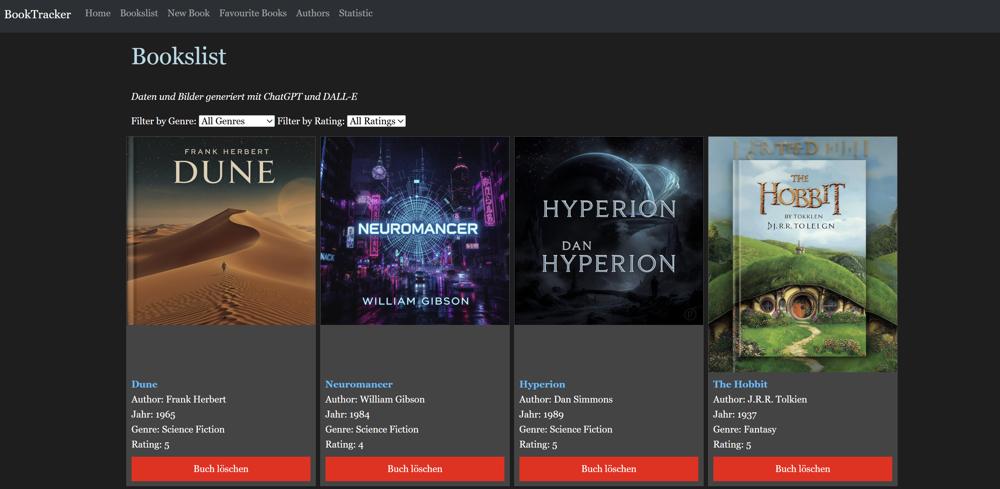 BookTracker Home Bookslist New Book Favourite Books Authors Statistic
Bookslist
Daten und Bilder generiert mit ChatGPT und DALL-E
Filter by Genre: All Genres Filter by Rating: All Ratings
FRANK HERBERT
DUNE
NEUROMANCER
NACK
WILLIAM GIBSON
HYPERION
DAN
HYPERION
17
THE
HOBBIT
BY TOKKLEN
J.R.R. TOLELGN
Dune
Author: Frank Herbert
Jahr: 1965
Genre: Science Fiction
Rating: 5
Buch löschen
Neuromancer
Author: William Gibson
Jahr: 1984
Genre: Science Fiction
Rating: 4
Buch löschen
Hyperion
Author: Dan Simmons
Jahr: 1989
Genre: Science Fiction
Rating: 5
Buch löschen
The Hobbit
Author: J.R.R. Tolkien
Jahr: 1937
Genre: Fantasy
Rating: 5
Buch löschen